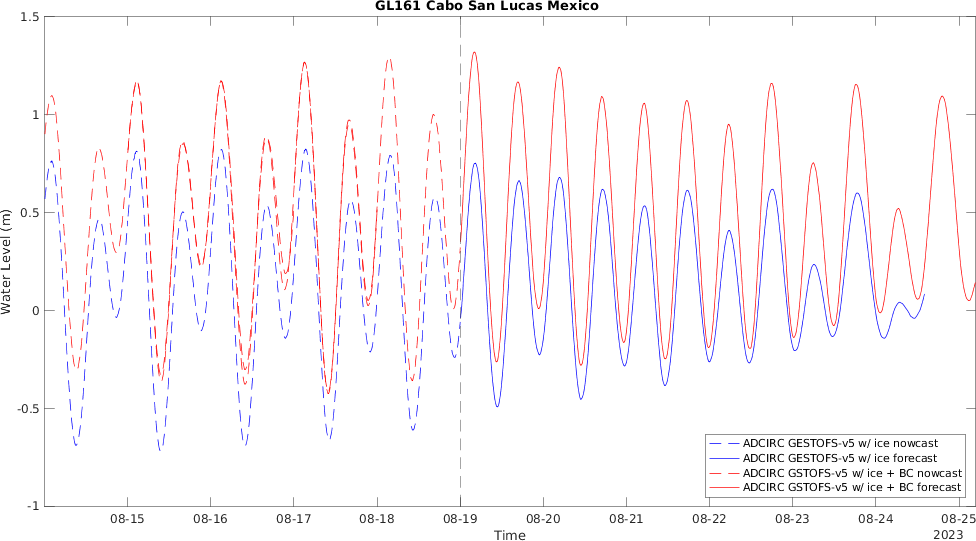 GL161 Cabo San Lucas Mexico
1.5
1
0.5
0
-0.5
-1
Water Level (m)
ADCIRC GESTOFS-v5 w/ ice nowcast
ADCIRC GESTOFS-v5 w/ ice forecast
ADCIRC GSTOFS-v5 w/ ice + BC nowcast
ADCIRC GSTOFS-v5 w/ ice + BC forecast
08-15 08-16 08-17 08-18 08-19 08-20 08-21 08-22 08-23 08-24 08-25
Time
2023